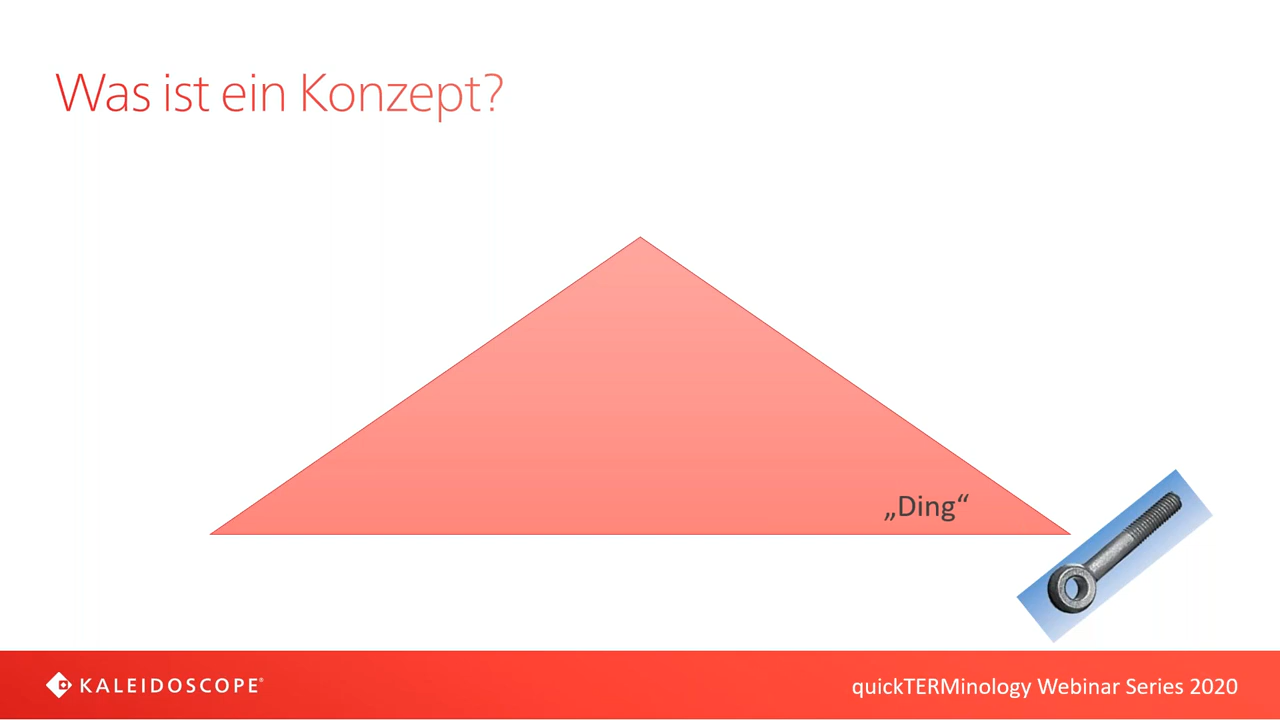 Was ist ein Konzept?
„Ding“
KALEIDOSCOPE®
quickTERMinology Webinar Series 2020